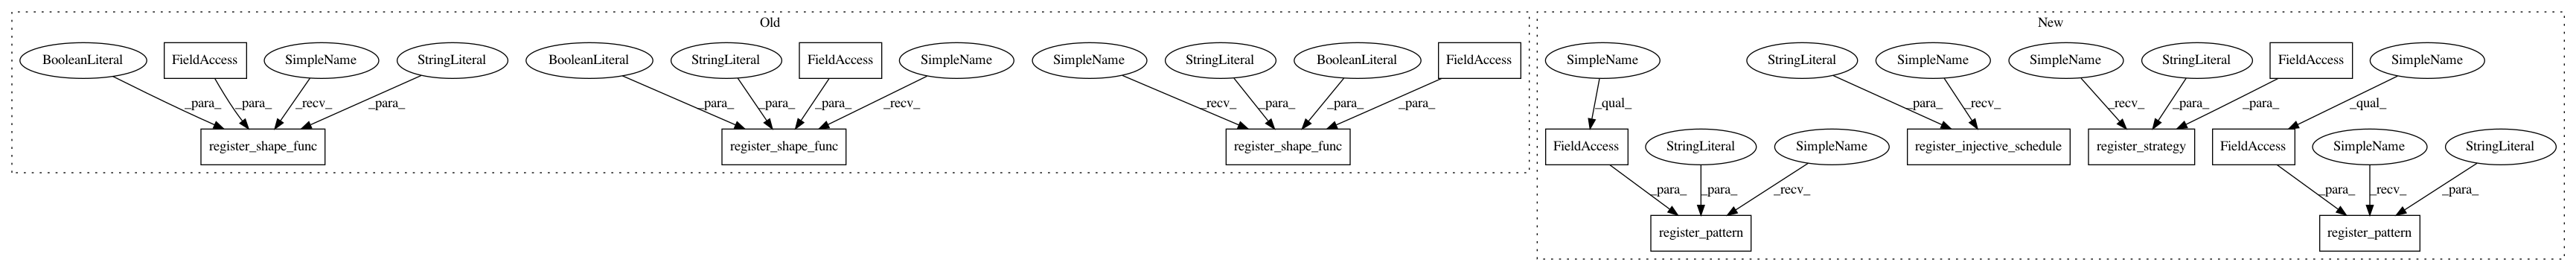 Old
New
BooleanLiteral
FieldAccess
SimpleName
StringLiteral
BooleanLiteral
StringLiteral
FieldAccess
SimpleName
SimpleName
StringLiteral
BooleanLiteral
FieldAccess
SimpleName
StringLiteral
SimpleName
SimpleName
StringLiteral
FieldAccess
SimpleName
_para_
_para_
_recv_
_para_
_para_
_para_
_para_
_recv_
_recv_
_para_
_para_
_para_
_qual_
_para_
_recv_
_recv_
_para_
_para_
_qual_
register_shape_func
register_shape_func
register_shape_func
FieldAccess
StringLiteral
SimpleName
register_injective_schedule
register_strategy
FieldAccess
SimpleName
StringLiteral
_para_
_para_
_recv_
_para_
_recv_
_para_
register_pattern
register_pattern